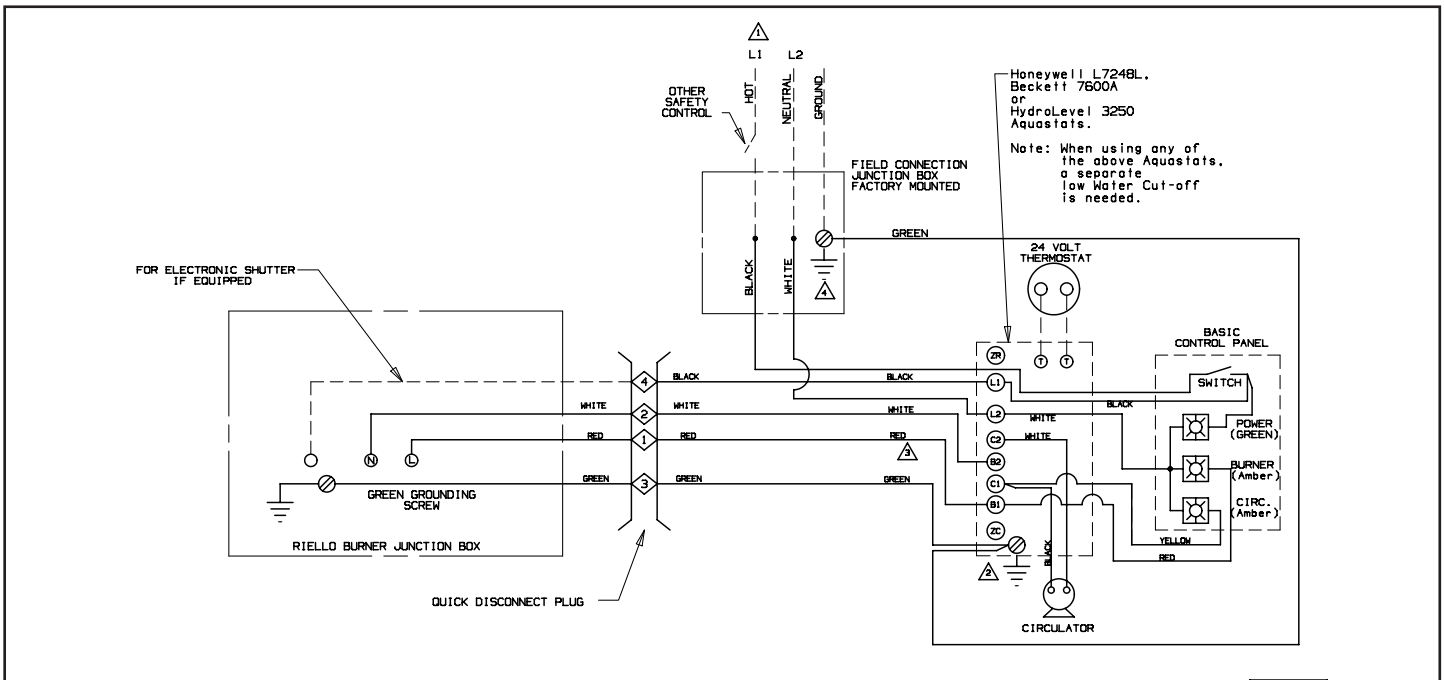 1
L1 L2
HOT
NEUTRAL
GROUND
OTHER
SAFETY
CONTROL
Honeywell L7248L,
Beckett 7600A
or
HydroLevel 3250
Aquastats.
Note: When using any of
the above Aquastats,
a separate
low Water Cut-off
is needed.
FIELD CONNECTION
JUNCTION BOX
FACTORY MOUNTED
GREEN
BLACK
WHITE
4
24 VOLT
THERMOSTAT
FOR ELECTRONIC SHUTTER
IF EQUIPPED
BASIC
CONTROL PANEL
ZR
T T
4
BLACK
BLACK
L1
SWITCH
BLACK
WHITE
2
WHITE
WHITE
L2
WHITE
POWER
(GREEN)
RED
1
RED
RED
3
C2
WHITE
N
L
B2
BURNER
(Amber)
GREEN
3
GREEN
GREEN
C1
GREEN GROUNDING
SCREW
B1
CIRC.
(Amber)
ZC
YELLOW
RED
BLACK
RIELLO BURNER JUNCTION BOX
2
QUICK DISCONNECT PLUG
CIRCULATOR